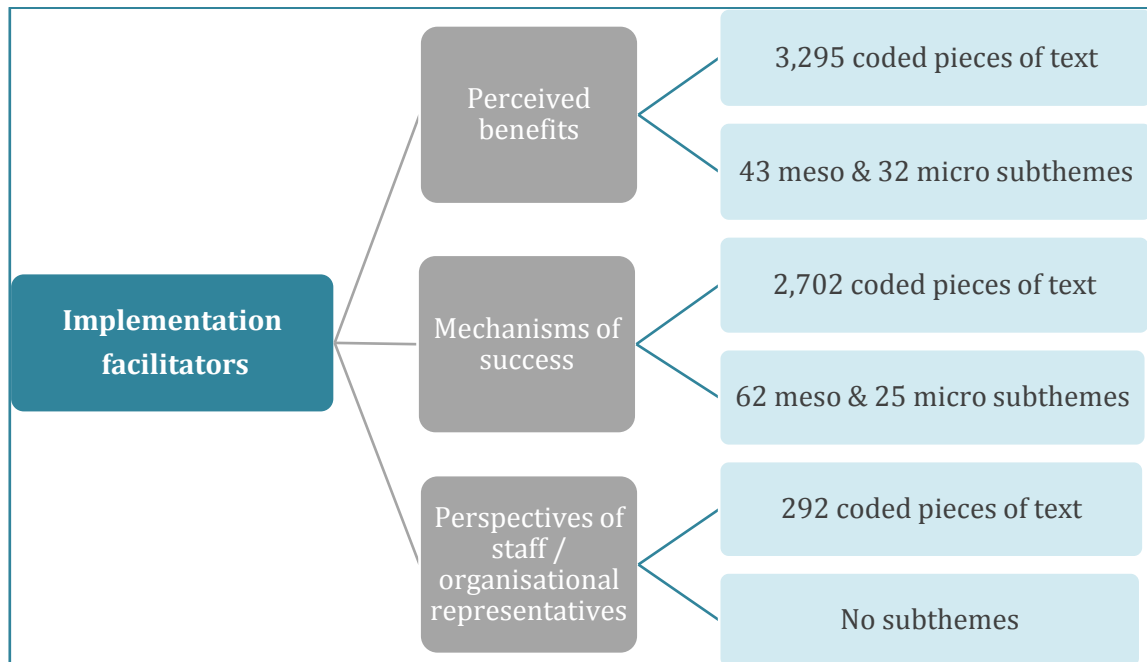 Implementation
facilitators
Perceived
benefits
3,295 coded pieces of text
43 meso & 32 micro subthemes
Mechanisms of
success
2,702 coded pieces of text
62 meso & 25 micro subthemes
Perspectives of
staff /
organisational
representatives
292 coded pieces of text
No subthemes